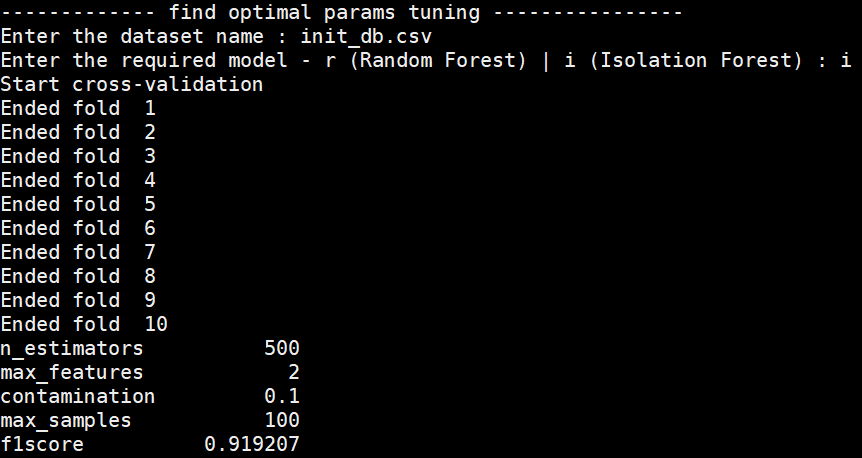 ------------- find optimal params tuning ----------------
Enter the dataset name : init_db.csv
Enter the required model - r (Random Forest) | i (Isolation Forest) : i
Start cross-validation
Ended fold  1
Ended fold  2
Ended fold  3
Ended fold  4
Ended fold  5
Ended fold  6
Ended fold  7
Ended fold  8
Ended fold  9
Ended fold  10
n_estimators          500
max_features            2
contamination         0.1
max_samples           100
f1score          0.919207